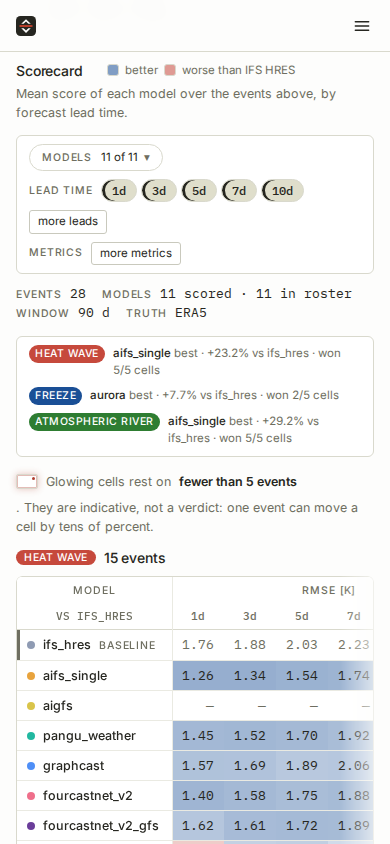 Scorecard better worse than IFS HRES
Mean score of each model over the events above, by
forecast lead time.
MODELS 11 of 11 ▾
LEAD TIME 1d 3d 5d 7d 10d
more leads
METRICS more metrics
EVENTS 28 MODELS 11 scored · 11 in roster
WINDOW 90 d TRUTH ERA5
HEAT WAVE aifs_single best · +23.2% vs ifs_hres · won
5/5 cells
FREEZE aurora best · +7.7% vs ifs_hres · won 2/5 cells
ATMOSPHERIC RIVER aifs_single best · +29.2% vs
ifs_hres · won 5/5 cells
Glowing cells rest on fewer than 5 events
. They are indicative, not a verdict: one event can move a
cell by tens of percent.
HEAT WAVE 15 events
MODEL RMSE [K]
VS IFS_HRES 1d 3d 5d 7d
ifs_hres BASELINE 1.76 1.88 2.03 2.23
aifs_single 1.26 1.34 1.54 1.74
aigfs — — — —
pangu_weather 1.45 1.52 1.70 1.92
graphcast 1.57 1.69 1.89 2.06
fourcastnet_v2 1.40 1.58 1.75 1.88
fourcastnet_v2_gfs 1.62 1.61 1.72 1.89